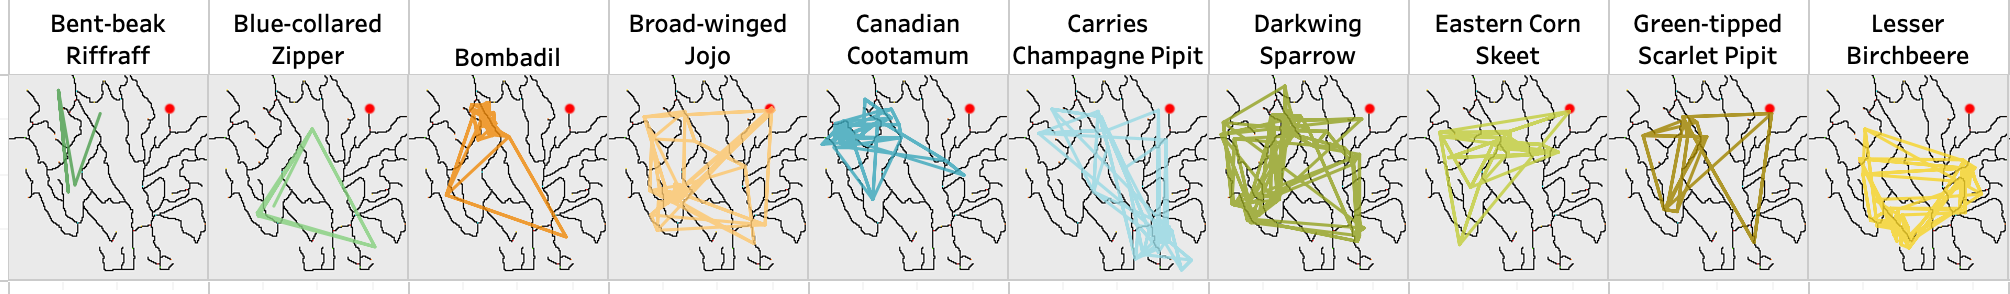 Bent-beak
Riffraff
Blue-collared
Zipper
Bombadil
Broad-winged
Jojo
Canadian
Cootamum
Carries
Champagne Pipit
Darkwing
Sparrow
Eastern Corn
Skeet
Green-tipped
Scarlet Pipit
Lesser
Birchbeere